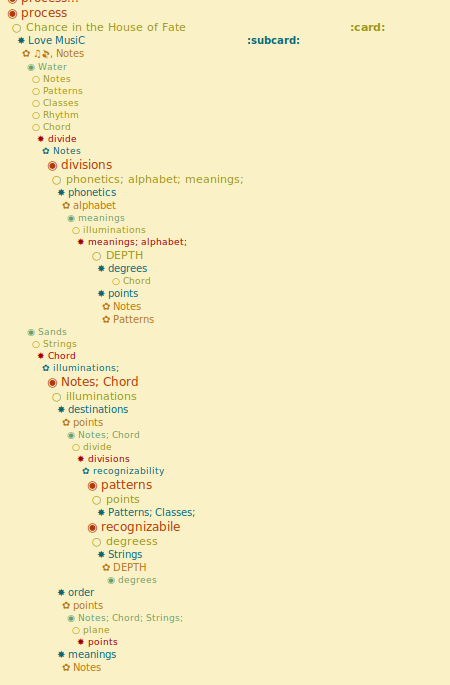 process...
process
Chance in the House of Fate :card:
Love MusiC :subcard:
♫, Notes
Water
Notes
Patterns
Classes
Rhythm
Chord
divide
Notes
divisions
phonetics; alphabet; meanings;
phonetics
alphabet
meanings
illuminations
meanings; alphabet;
DEPTH
degrees
Chord
points
Notes
Patterns
Sands
Strings
Chord
illuminations;
Notes; Chord
illuminations
destinations
points
Notes; Chord
divide
divisions
recognizability
patterns
points
Patterns; Classes;
recognizabile
degreess
Strings
DEPTH
degrees
order
points
Notes; Chord; Strings;
plane
points
meanings
Notes